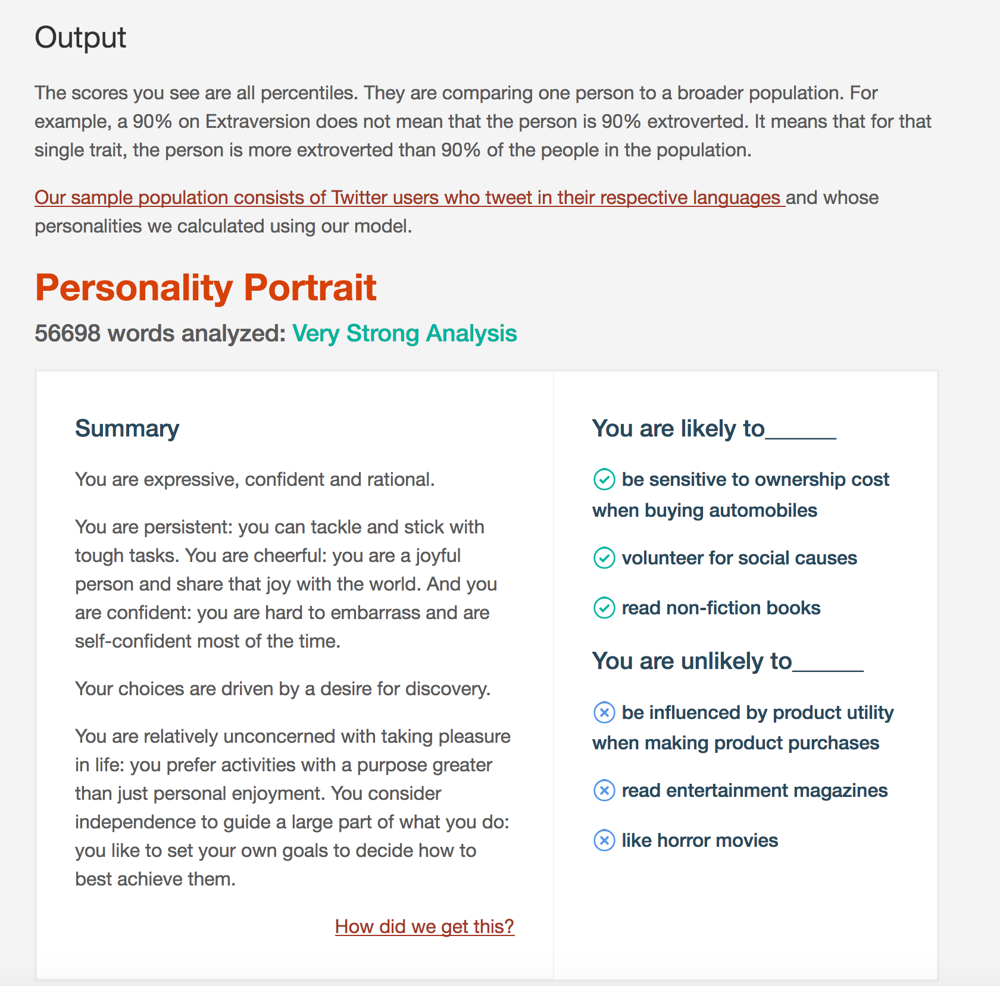 Output
The scores you see are all percentiles. They are comparing one person to a broader population. For
example, a 90% on Extraversion does not mean that the person is 90% extroverted. It means that for that
single trait, the person is more extroverted than 90% of the people in the population.
Our sample population consists of Twitter users who tweet in their respective languages and whose
personalities we calculated using our model.
Personality Portrait
56698 words analyzed: Very Strong Analysis
Summary
You are expressive, confident and rational.
You are persistent: you can tackle and stick with
tough tasks. You are cheerful: you are a joyful
person and share that joy with the world. And you
are confident: you are hard to embarrass and are
self-confident most of the time.
Your choices are driven by a desire for discovery.
You are relatively unconcerned with taking pleasure
in life: you prefer activities with a purpose greater
than just personal enjoyment. You consider
independence to guide a large part of what you do:
you like to set your own goals to decide how to
best achieve them.
How did we get this?
You are likely to______
be sensitive to ownership cost
when buying automobiles
volunteer for social causes
read non-fiction books
You are unlikely to______
be influenced by product utility
when making product purchases
read entertainment magazines
like horror movies